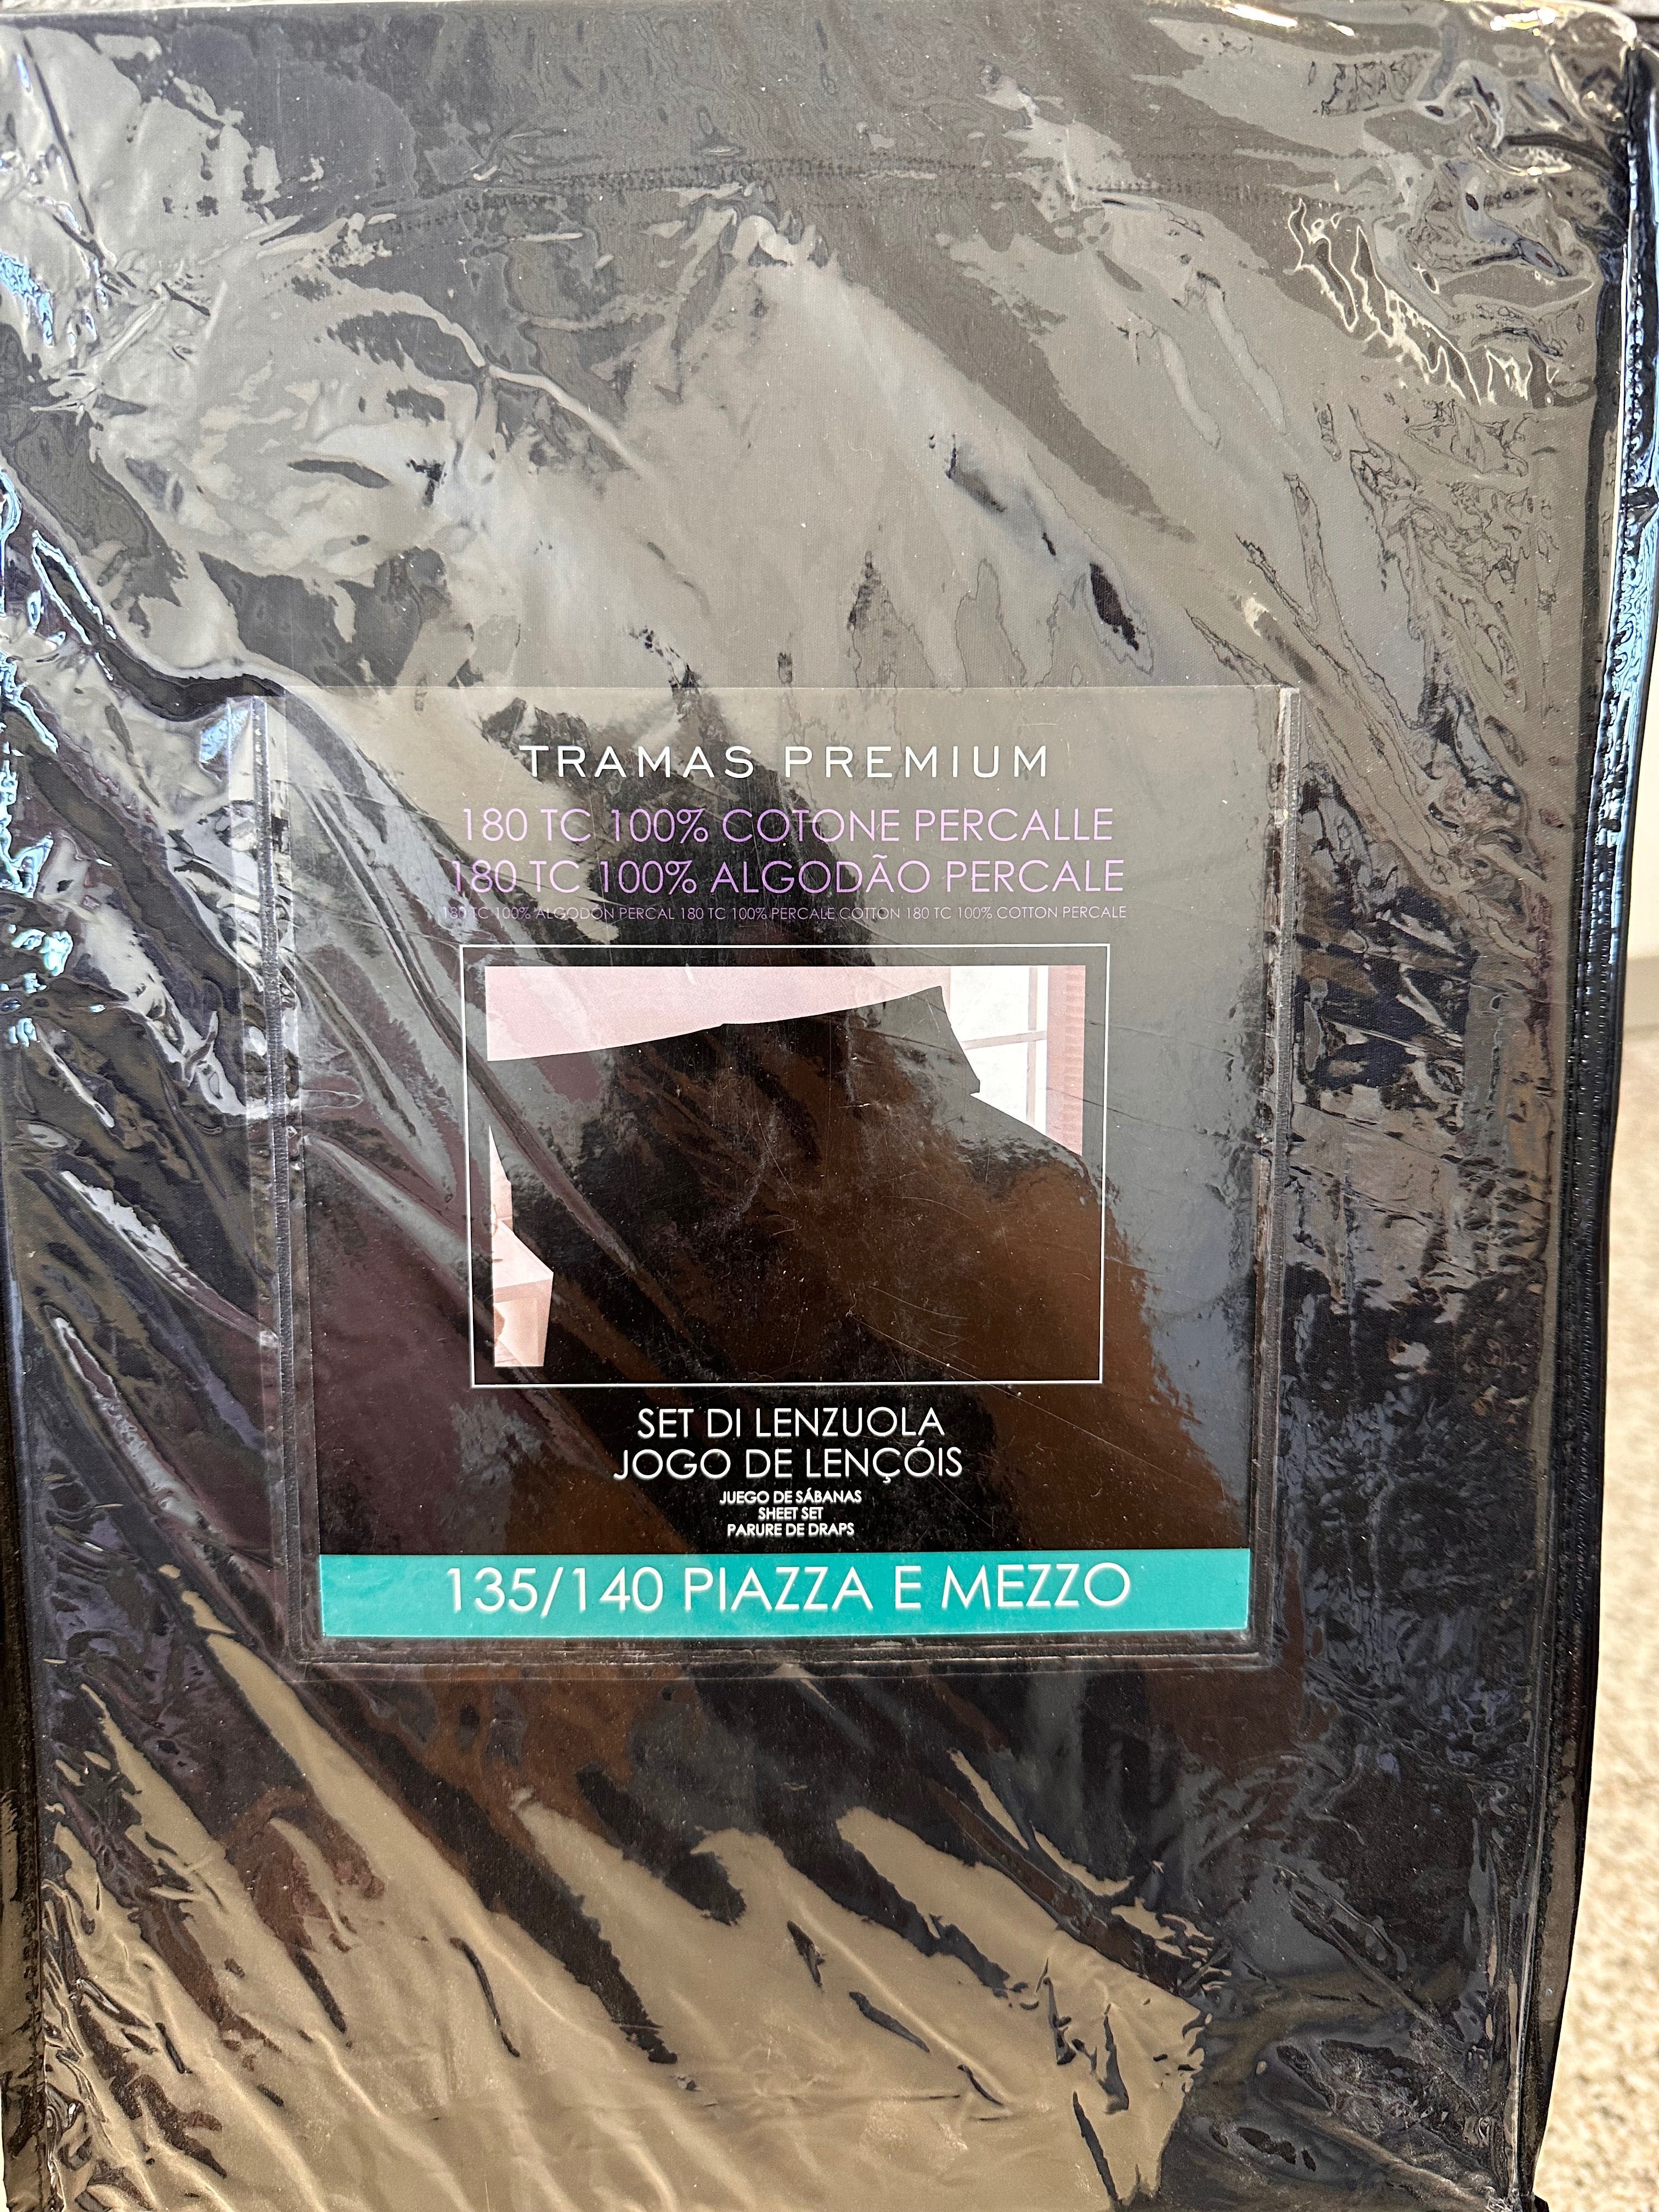 TRAMAS PREMIUM
180 TC 100% COTONE PERCALLE
180 TC 100% ALGODÃO PERCALE
180 TC 100% ALGODÓN PERCAL 180 TC 100% PERCALE COTTON 180 TC 100% COTTON PERCALE
SET DI LENZUOLA
JOGO DE LENÇÓIS
JUEGO DE SÁBANAS
SHEET SET
PARURE DE DRAPS
135/140 PIAZZA E MEZZO